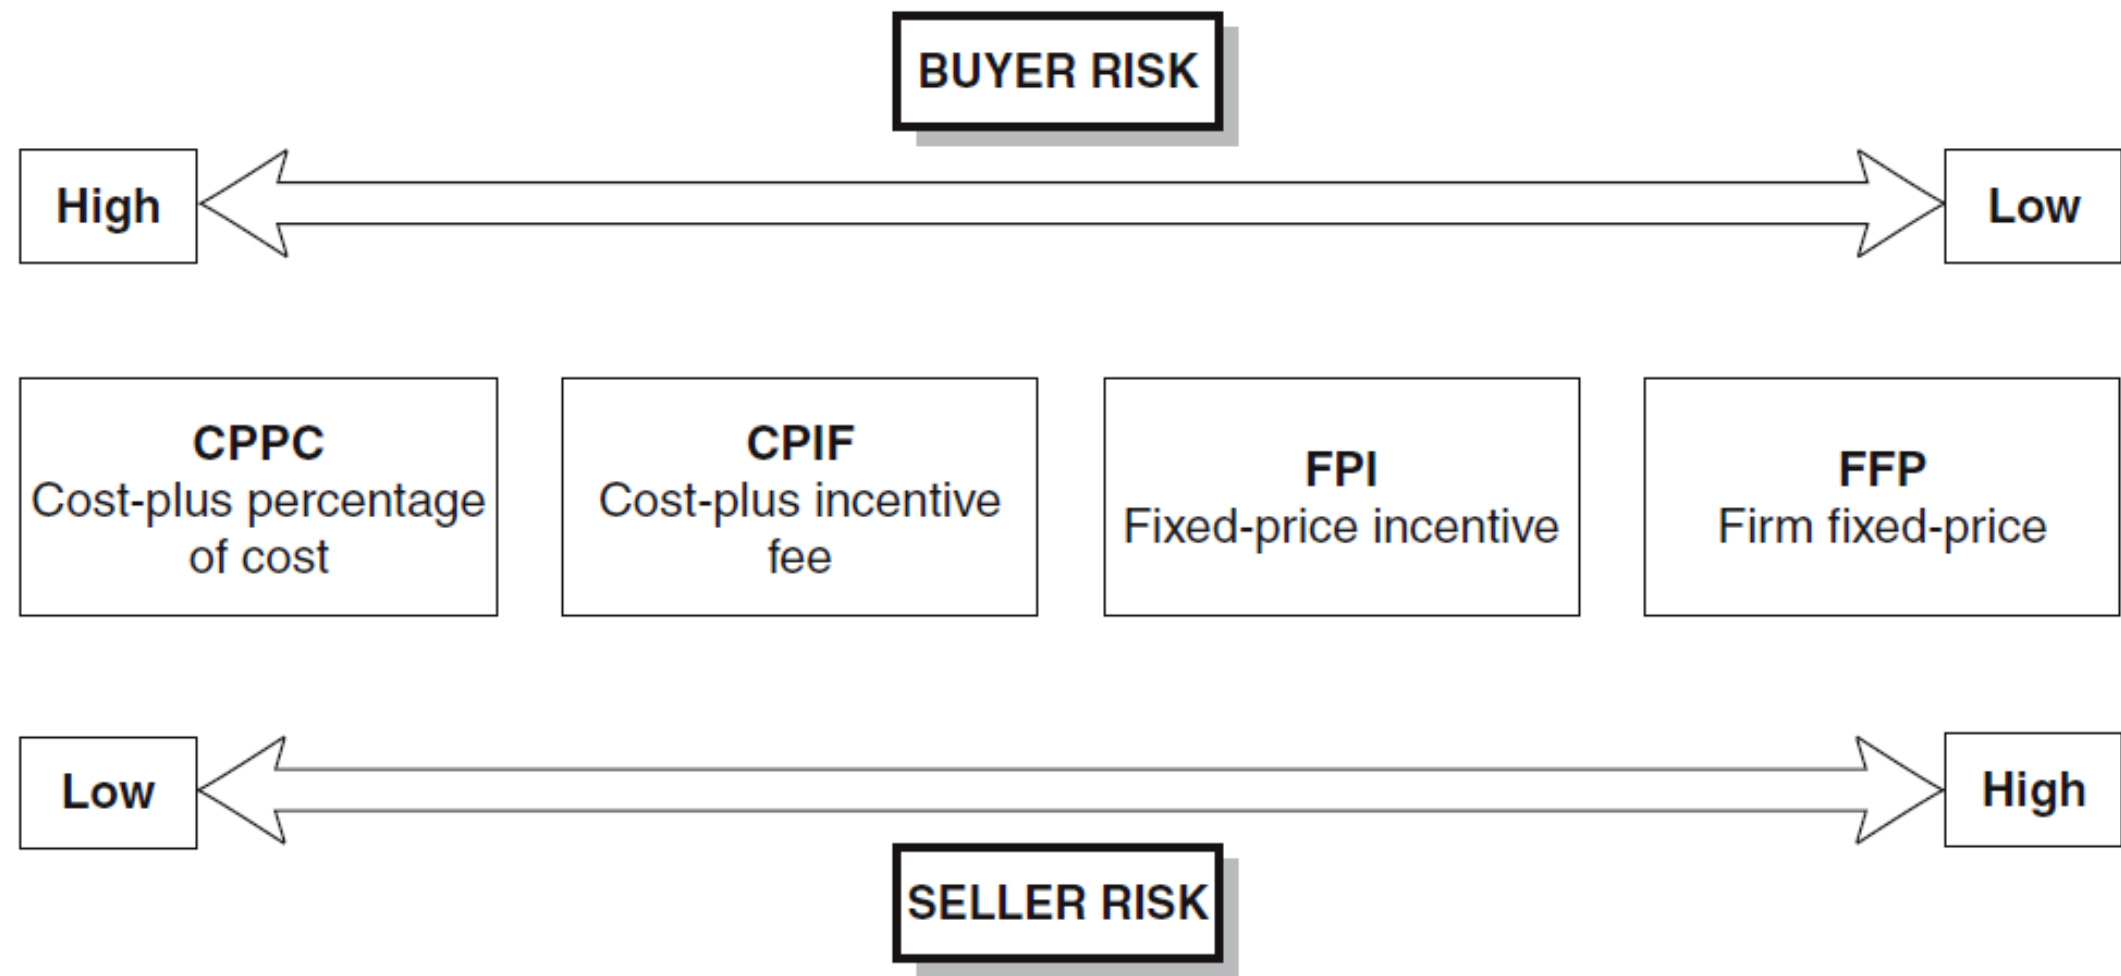 BUYER RISK
High
Low
CPPC
Cost-plus percentage
of cost
CPIF
Cost-plus incentive
fee
FPI
Fixed-price incentive
FFP
Firm fixed-price
Low
High
SELLER RISK